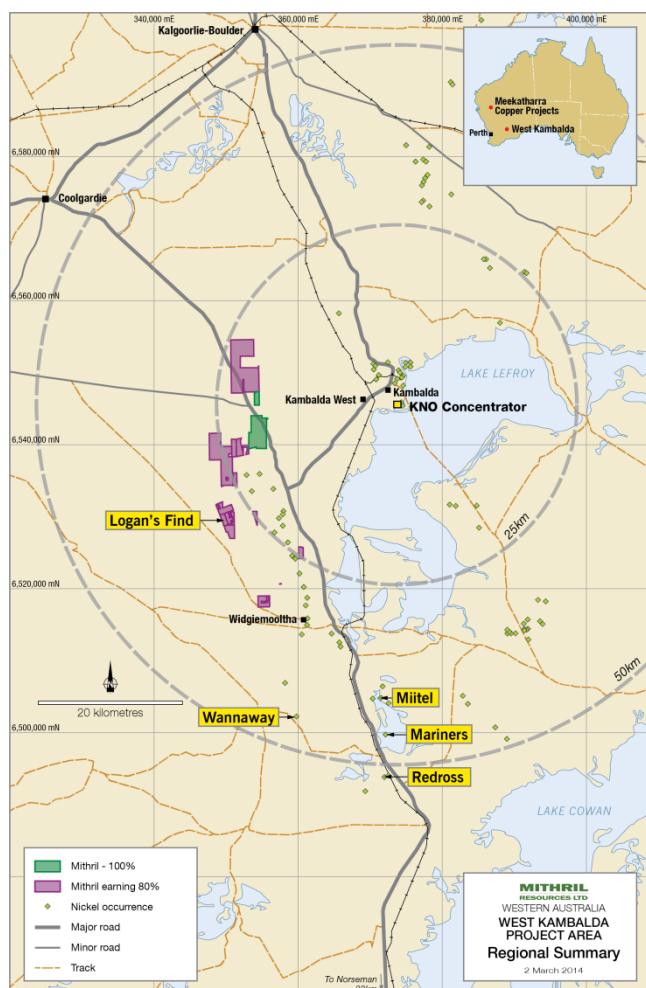 340,000 mE
360,000 mE
380,000 mE
400,000 mE
Kalgoorlie-Boulder
Meekatharra
Copper Projects
Perth
West Kambalda
6,580,000 mN
Coolgardie
6,560,000 mN
LAKE LEFROY
Kambalda
Kambalda West
KNO Concentrator
6,540,000 mN
Logan's Find
25km
6,520,000 mN
Widgiemooltha
50km
N
20 kilometres
Miitel
Wannaway
6,500,000 mN
Mariners
Redross
LAKE COWAN
Mithril - 100%
Mithril earning 80%
Nickel occurrence
Major road
Minor road
Track
MITHRIL
RESOURCES LTD
WESTERN AUSTRALIA
WEST KAMBALDA
PROJECT AREA
Regional Summary
2 March 2014
To Norseman